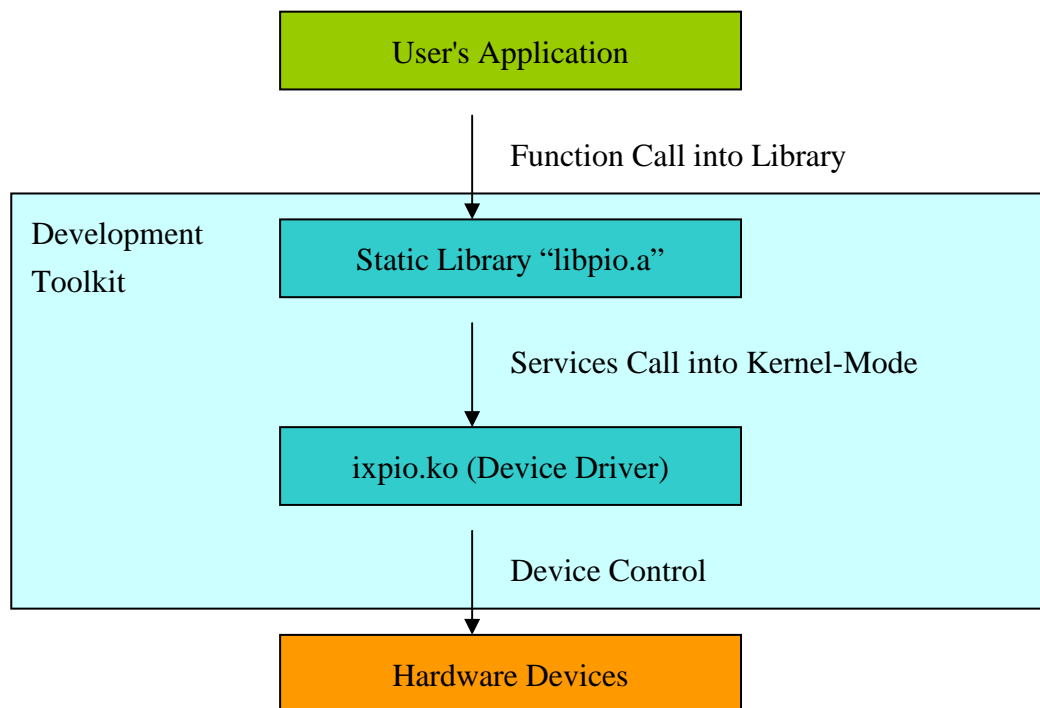 User's Application
Function Call into Library
Development
Toolkit
Static Library “libpio.a”
Services Call into Kernel-Mode
ixpio.ko (Device Driver)
Device Control
Hardware Devices